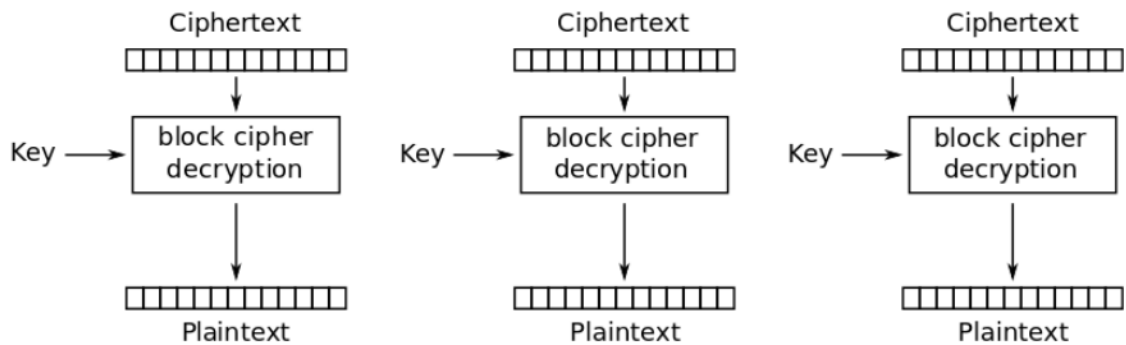 Ciphertext
Ciphertext
Ciphertext
Key
block cipher
decryption
Key
block cipher
decryption
Key
block cipher
decryption
Plaintext
Plaintext
Plaintext